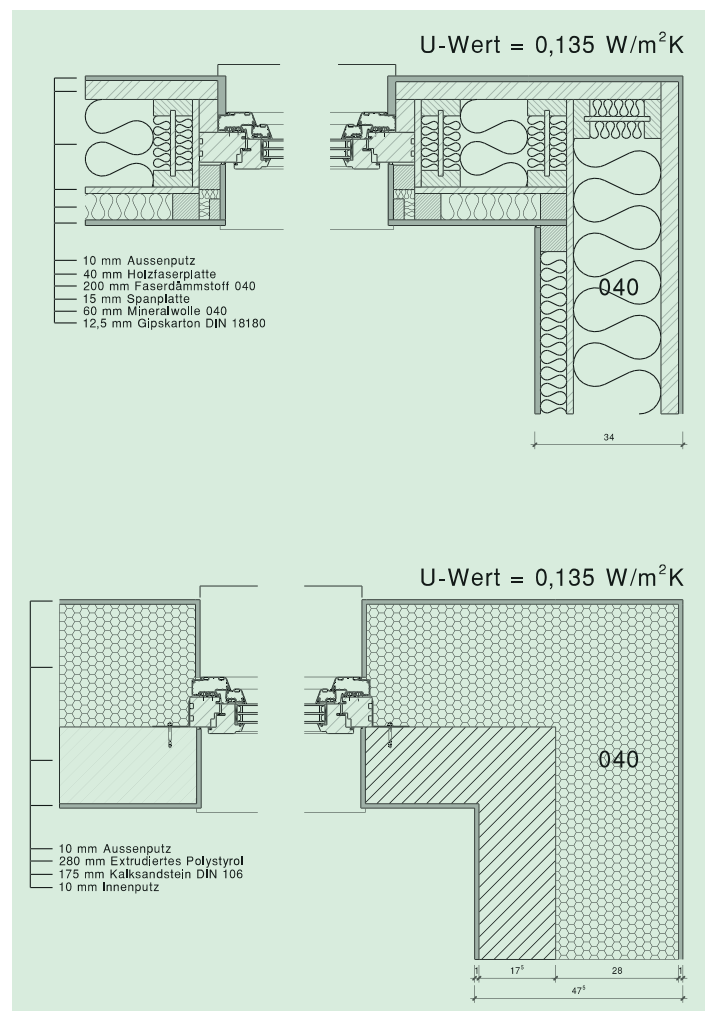 U-Wert = 0,135 W/m²K
10 mm Aussenputz
40 mm Holzfaserplatte
200 mm Faserdämmstoff 040
15 mm Spanplatte
60 mm Mineralwolle 040
12,5 mm Gipskarton DIN 18180
040
34
U-Wert = 0,135 W/m²K
040
10 mm Aussenputz
280 mm Extrudiertes Polystyrol
175 mm Kalksandstein DIN 106
10 mm Innenputz
1 17⁵ 28 1
47⁵